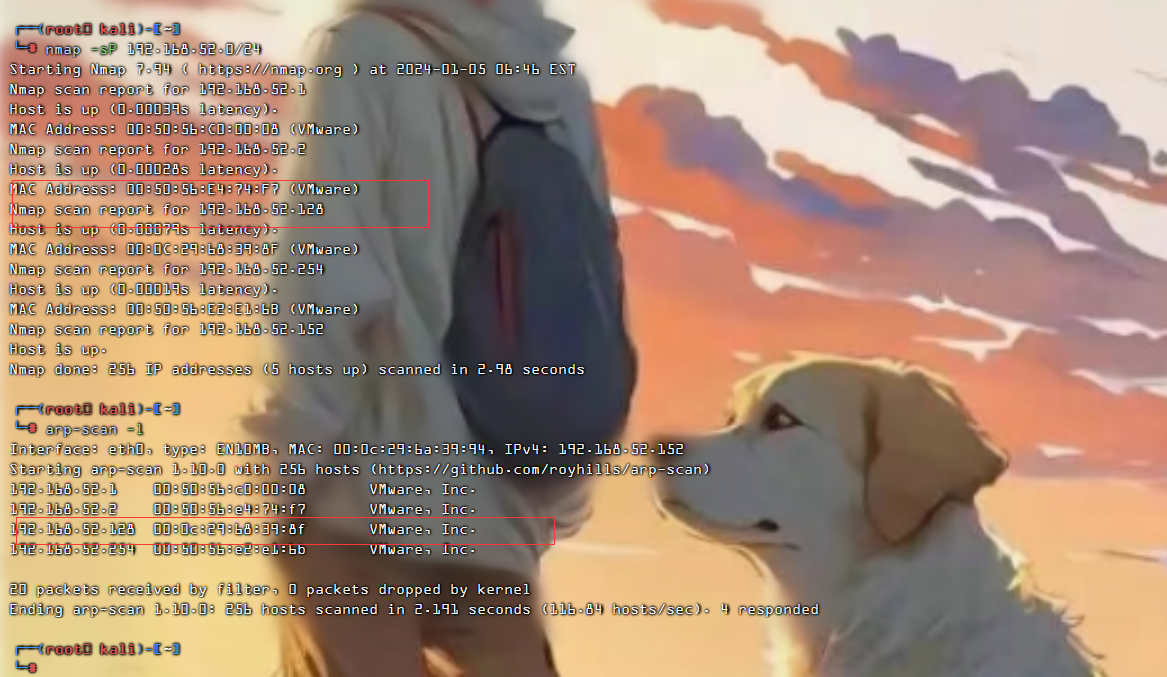 ┌──(root㉿ kali)-[~]
└─# nmap -sP 192.168.52.0/24
Starting Nmap 7.94 ( https://nmap.org ) at 2024-01-05 06:46 EST
Nmap scan report for 192.168.52.1
Host is up (0.00039s latency).
MAC Address: 00:50:56:C0:00:08 (VMware)
Nmap scan report for 192.168.52.2
Host is up (0.00028s latency).
MAC Address: 00:50:56:E4:74:F7 (VMware)
Nmap scan report for 192.168.52.128
Host is up (0.00079s latency).
MAC Address: 00:0C:29:68:39:8F (VMware)
Nmap scan report for 192.168.52.254
Host is up (0.00019s latency).
MAC Address: 00:50:56:E2:E1:6B (VMware)
Nmap scan report for 192.168.52.152
Host is up.
Nmap done: 256 IP addresses (5 hosts up) scanned in 2.98 seconds
┌──(root㉿ kali)-[~]
└─# arp-scan -l
Interface: eth0, type: EN10MB, MAC: 00:0c:29:6a:39:94, IPv4: 192.168.52.152
Starting arp-scan 1.10.0 with 256 hosts (https://github.com/royhills/arp-scan)
192.168.52.1 00:50:56:c0:00:08 VMware, Inc.
192.168.52.2 00:50:56:e4:74:f7 VMware, Inc.
192.168.52.128 00:0c:29:68:39:8f VMware, Inc.
192.168.52.254 00:50:56:e2:e1:6b VMware, Inc.
20 packets received by filter, 0 packets dropped by kernel
Ending arp-scan 1.10.0: 256 hosts scanned in 2.191 seconds (116.84 hosts/sec). 4 responded
┌──(root㉿ kali)-[~]
└─#